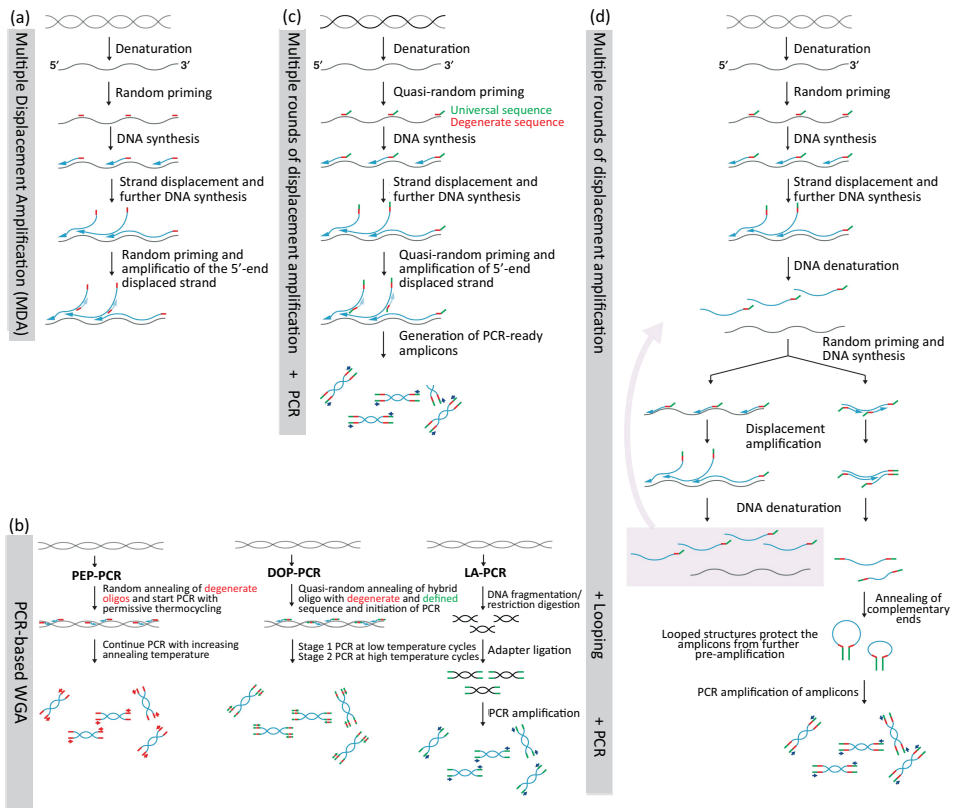 (a)
Multiple Displacement Amplification (MDA)
Denaturation
5’ 3’
Random priming
DNA synthesis
Strand displacement and
further DNA synthesis
Random priming and
amplificatio of the 5’-end
displaced strand
(c)
Multiple rounds of displacement amplification + PCR
Denaturation
5’ 3’
Quasi-random priming
Universal sequence
Degenerate sequence
DNA synthesis
Strand displacement and
further DNA synthesis
Quasi-random priming and
amplification of 5’-end
displaced strand
Generation of PCR-ready
amplicons
(d)
Multiple rounds of displacement amplification + Looping + PCR
Denaturation
5’ 3’
Random priming
DNA synthesis
Strand displacement and
further DNA synthesis
DNA denaturation
Random priming and
DNA synthesis
Displacement
amplification
DNA denaturation
Annealing of
complementary
ends
Looped structures protect the
amplicons from further
pre-amplification
PCR amplification of amplicons
(b)
PCR-based WGA
PEP-PCR
Random annealing of degenerate
oligos and start PCR with
permissive thermocycling
Continue PCR with increasing
annealing temperature
DOP-PCR
Quasi-random annealing of hybrid
oligo with degenerate and defined
sequence and initiation of PCR
Stage 1 PCR at low temperature cycles
Stage 2 PCR at high temperature cycles
LA-PCR
DNA fragmentation/
restriction digestion
Adapter ligation
PCR amplification